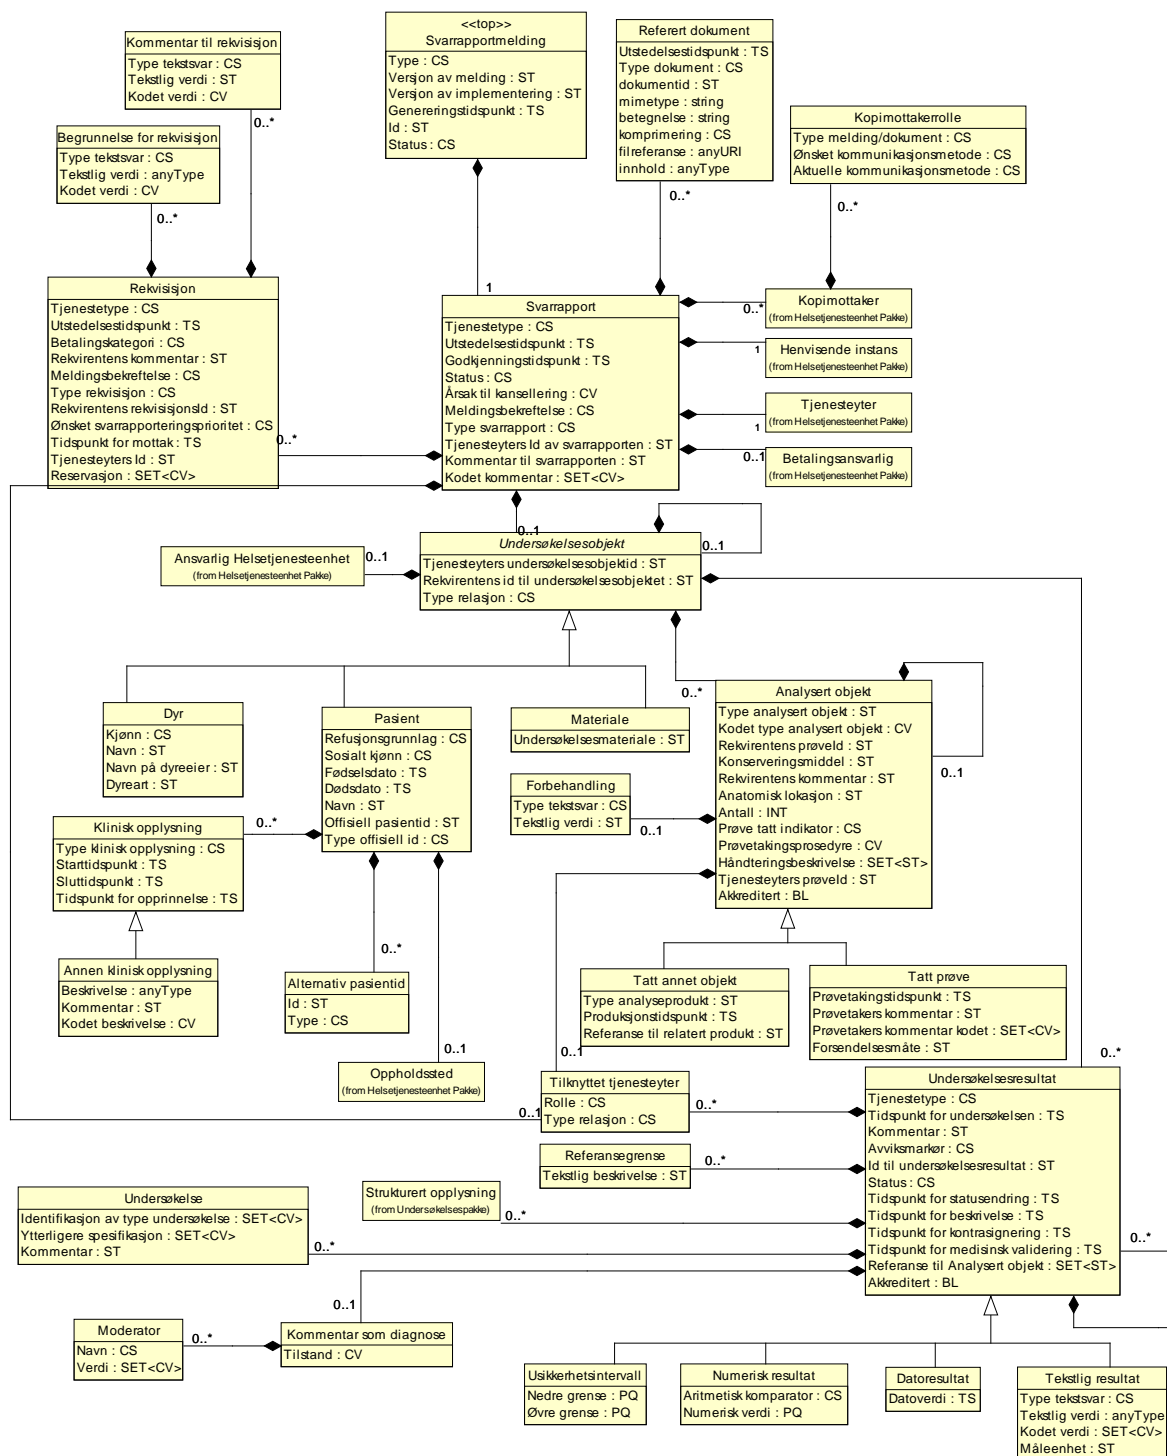 <<top>>
Svarrapportmelding
Type : CS
Versjon av melding : ST
Versjon av implementering : ST
Genereringstidspunkt : TS
Id : ST
Status : CS
Referert dokument
Utstedelsestidspunkt : TS
Type dokument : CS
dokumentid : ST
mimetype : string
betegnelse : string
komprimering : CS
filreferanse : anyURI
innhold : anyType
Kommentar til rekvisisjon
Type tekstsvar : CS
Tekstlig verdi : ST
Kodet verdi : CV
0..*
Begrunnelse for rekvisisjon
Type tekstsvar : CS
Tekstlig verdi : anyType
Kodet verdi : CV
0..*
Kopimottakerrolle
Type melding/dokument : CS
Ønsket kommunikasjonsmetode : CS
Aktuelle kommunikasjonsmetode : CS
0..*
0..*
Rekvisisjon
Tjenestetype : CS
Utstedelsestidspunkt : TS
Betalingskategori : CS
Rekvirentens kommentar : ST
Meldingsbekreftelse : CS
Type rekvisisjon : CS
Rekvirentens rekvisisjonsId : ST
Ønsket svarrapporteringsprioritet : CS
Tidspunkt for mottak : TS
Tjenesteyters Id : ST
Reservasjon : SET<CV>
0..*
1
Svarrapport
Tjenestetype : CS
Utstedelsestidspunkt : TS
Godkjenningstidspunkt : TS
Status : CS
Årsak til kansellering : CV
Meldingsbekreftelse : CS
Type svarrapport : CS
Tjenesteyters Id av svarrapporten : ST
Kommentar til svarrapporten : ST
Kodet kommentar : SET<CV>
0..*
Kopimottaker
(from Helsetjenesteenhet Pakke)
1
Henvisende instans
(from Helsetjenesteenhet Pakke)
1
Tjenesteyter
(from Helsetjenesteenhet Pakke)
0..1
Betalingsansvarlig
(from Helsetjenesteenhet Pakke)
0..1
Undersøkelsesobjekt
Tjenesteyters undersøkelsesobjektid : ST
Rekvirentens id til undersøkelsesobjektet : ST
Type relasjon : CS
0..1
Ansvarlig Helsetjenesteenhet
(from Helsetjenesteenhet Pakke)
0..1
Dyr
Kjønn : CS
Navn : ST
Navn på dyreeier : ST
Dyreart : ST
Pasient
Refusjonsgrunnlag : CS
Sosialt kjønn : CS
Fødselsdato : TS
Dødsdato : TS
Navn : ST
Offisiell pasientid : ST
Type offisiell id : CS
Materiale
Undersøkelsesmateriale : ST
0..*
Analysert objekt
Type analysert objekt : ST
Kodet type analysert objekt : CV
Rekvirentens prøveId : ST
Konserveringsmiddel : ST
Rekvirentens kommentar : ST
Anatomisk lokasjon : ST
Antall : INT
Prøve tatt indikator : CS
Prøvetakingsprosedyre : CV
Håndteringsbeskrivelse : SET<ST>
Tjenesteyters prøveId : ST
Akkreditert : BL
0..1
Forbehandling
Type tekstsvar : CS
Tekstlig verdi : ST
0..1
Klinisk opplysning
Type klinisk opplysning : CS
Starttidspunkt : TS
Sluttidspunkt : TS
Tidspunkt for opprinnelse : TS
0..*
Annen klinisk opplysning
Beskrivelse : anyType
Kommentar : ST
Kodet beskrivelse : CV
0..*
Alternativ pasientid
Id : ST
Type : CS
0..1
Oppholdssted
(from Helsetjenesteenhet Pakke)
Tatt annet objekt
Type analyseprodukt : ST
Produksjonstidspunkt : TS
Referanse til relatert produkt : ST
Tatt prøve
Prøvetakingstidspunkt : TS
Prøvetakers kommentar : ST
Prøvetakers kommentar kodet : SET<CV>
Forsendelsesmåte : ST
0..1
Tilknyttet tjenesteyter
Rolle : CS
Type relasjon : CS
0..1
0..*
0..*
Undersøkelsesresultat
Tjenestetype : CS
Tidspunkt for undersøkelsen : TS
Kommentar : ST
Avviksmarkør : CS
Id til undersøkelsesresultat : ST
Status : CS
Tidspunkt for statusendring : TS
Tidspunkt for beskrivelse : TS
Tidspunkt for kontrasignering : TS
Tidspunkt for medisinsk validering : TS
Referanse til Analysert objekt : SET<ST>
Akkreditert : BL
0..*
Referansegrense
Tekstlig beskrivelse : ST
0..*
Strukturert opplysning
(from Undersøkelsespakke)
0..*
Undersøkelse
Identifikasjon av type undersøkelse : SET<CV>
Ytterligere spesifikasjon : SET<CV>
Kommentar : ST
0..*
0..1
Kommentar som diagnose
Tilstand : CV
0..*
Moderator
Navn : CS
Verdi : SET<CV>
Usikkerhetsintervall
Nedre grense : PQ
Øvre grense : PQ
Numerisk resultat
Aritmetisk komparator : CS
Numerisk verdi : PQ
Datoresultat
Datoverdi : TS
Tekstlig resultat
Type tekstsvar : CS
Tekstlig verdi : anyType
Kodet verdi : SET<CV>
Måleenhet : ST